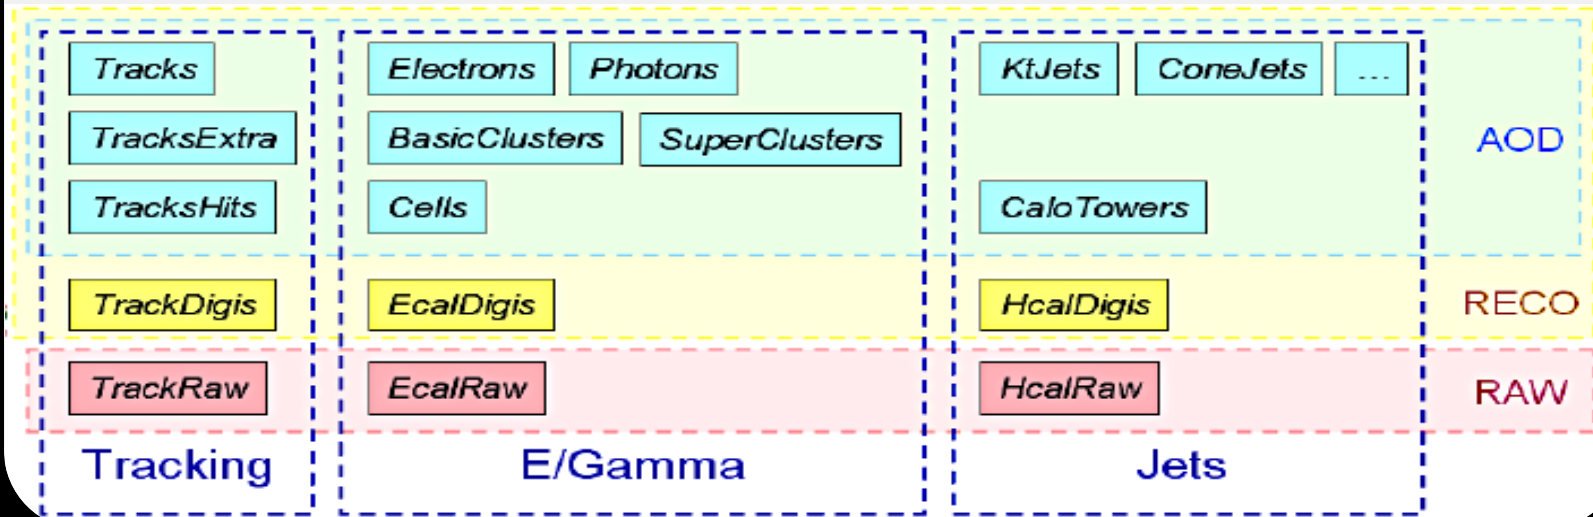 Tracks Electrons Photons KtJets ConeJets ...
TracksExtra BasicClusters SuperClusters AOD
TracksHits Cells CaloTowers
TrackDigis EcalDigis HcalDigis RECO
TrackRaw EcalRaw HcalRaw RAW
Tracking E/Gamma Jets